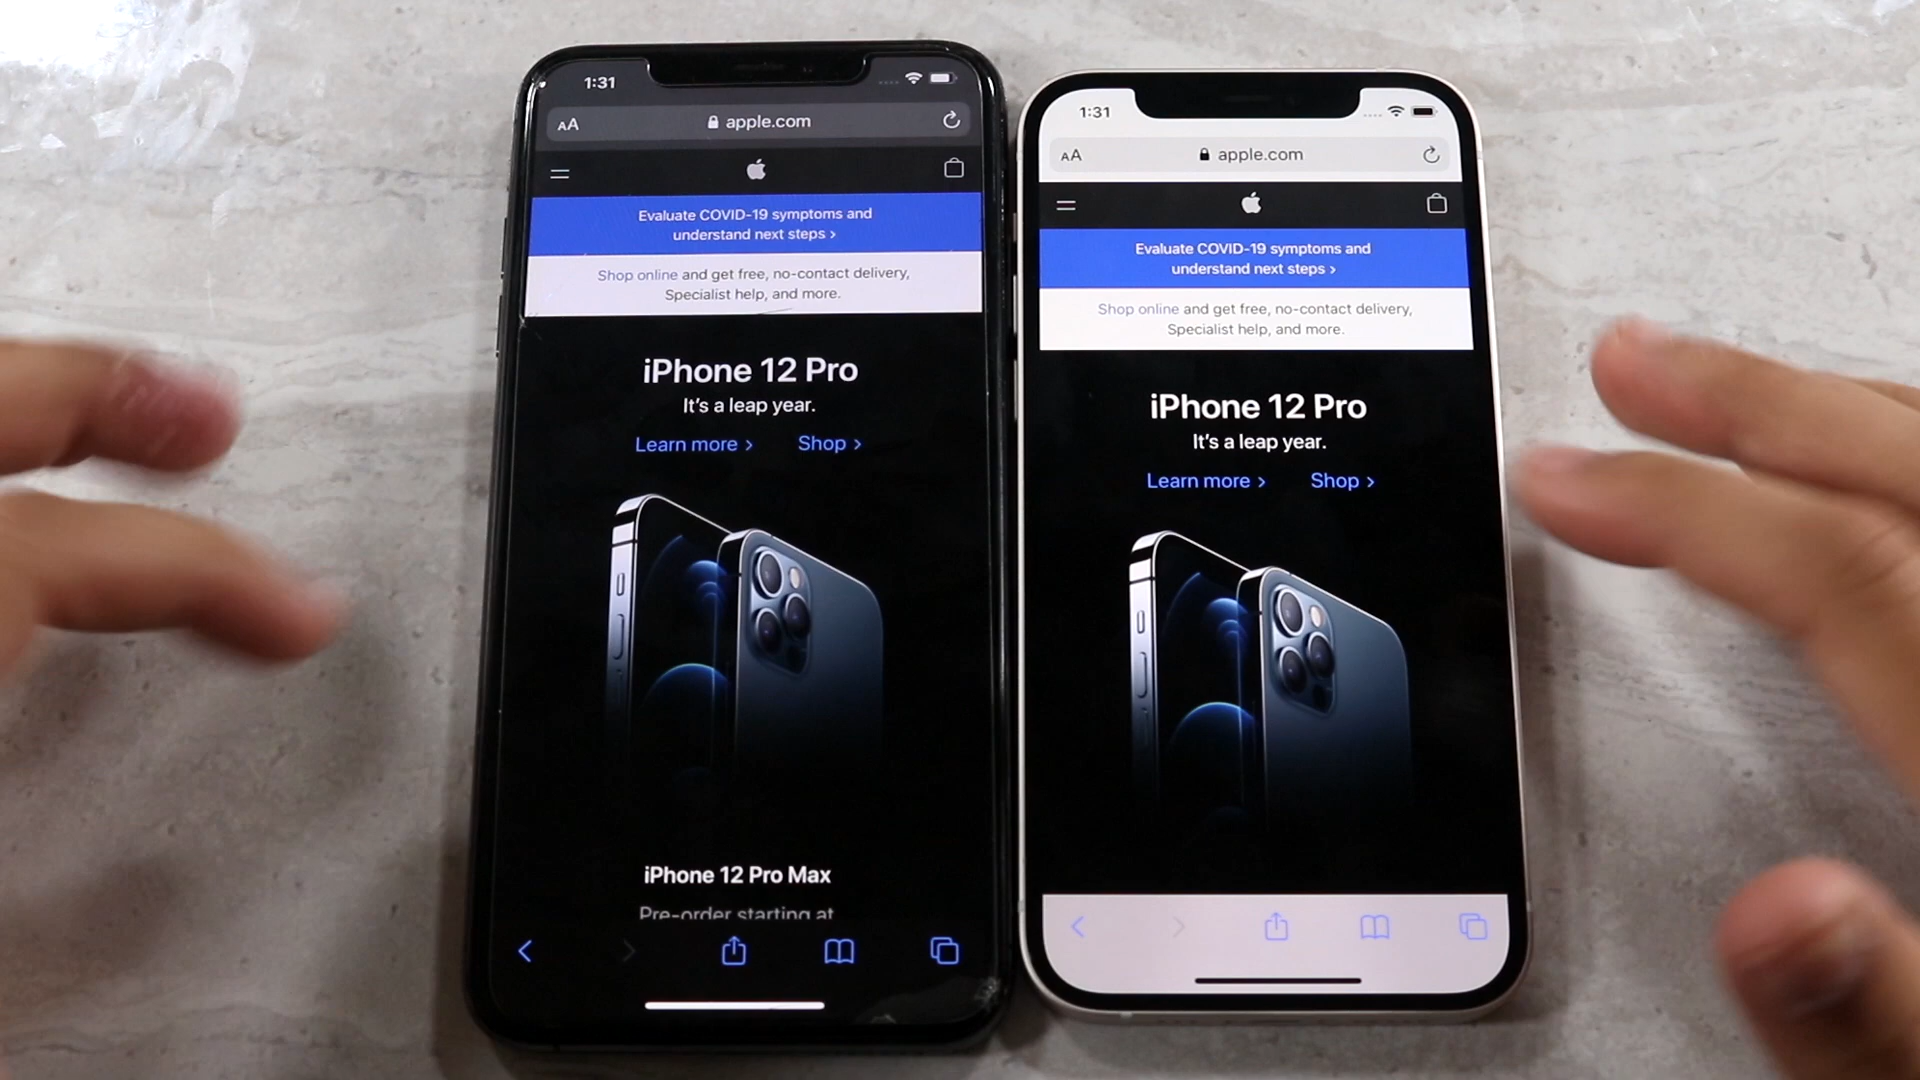 1:31
AA apple.com
Evaluate COVID-19 symptoms and
understand next steps >
Shop online and get free, no-contact delivery,
Specialist help, and more.
iPhone 12 Pro
It's a leap year.
Learn more > Shop >
iPhone 12 Pro Max
Pre-order starting at
1:31
AA apple.com
Evaluate COVID-19 symptoms and
understand next steps >
Shop online and get free, no-contact delivery,
Specialist help, and more.
iPhone 12 Pro
It's a leap year.
Learn more > Shop >